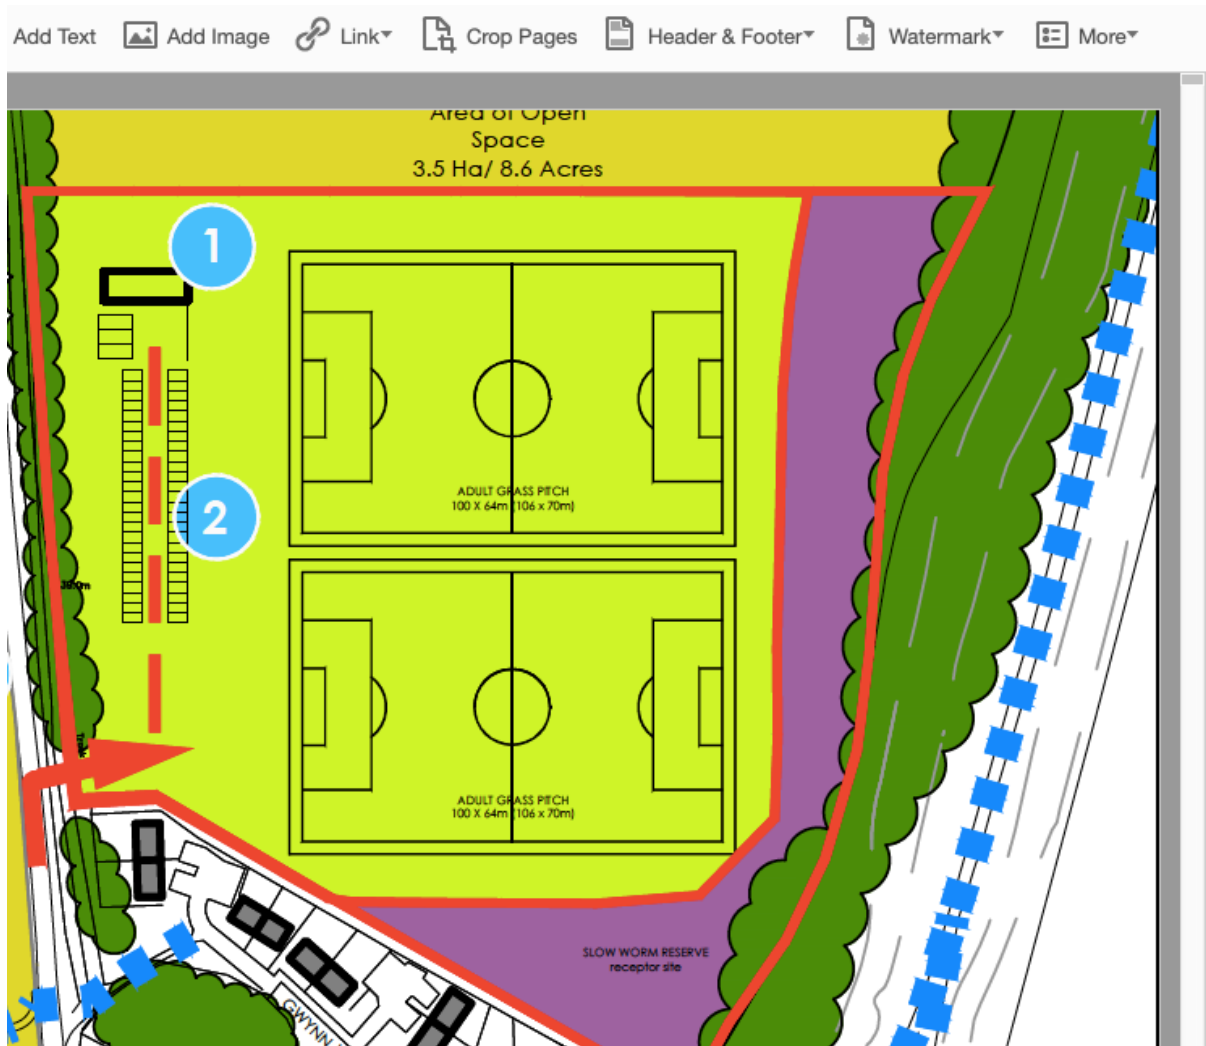 Add Text
Add Image
Link
Crop Pages
Header & Footer
Watermark
More
Area of Open
Space
3.5 Ha/ 8.6 Acres
1
ADULT GRASS PITCH
100 X 64m (106 x 70m)
2
ADULT GRASS PITCH
100 X 64m (106 x 70m)
SLOW WORM RESERVE
receptor site
GWYNN